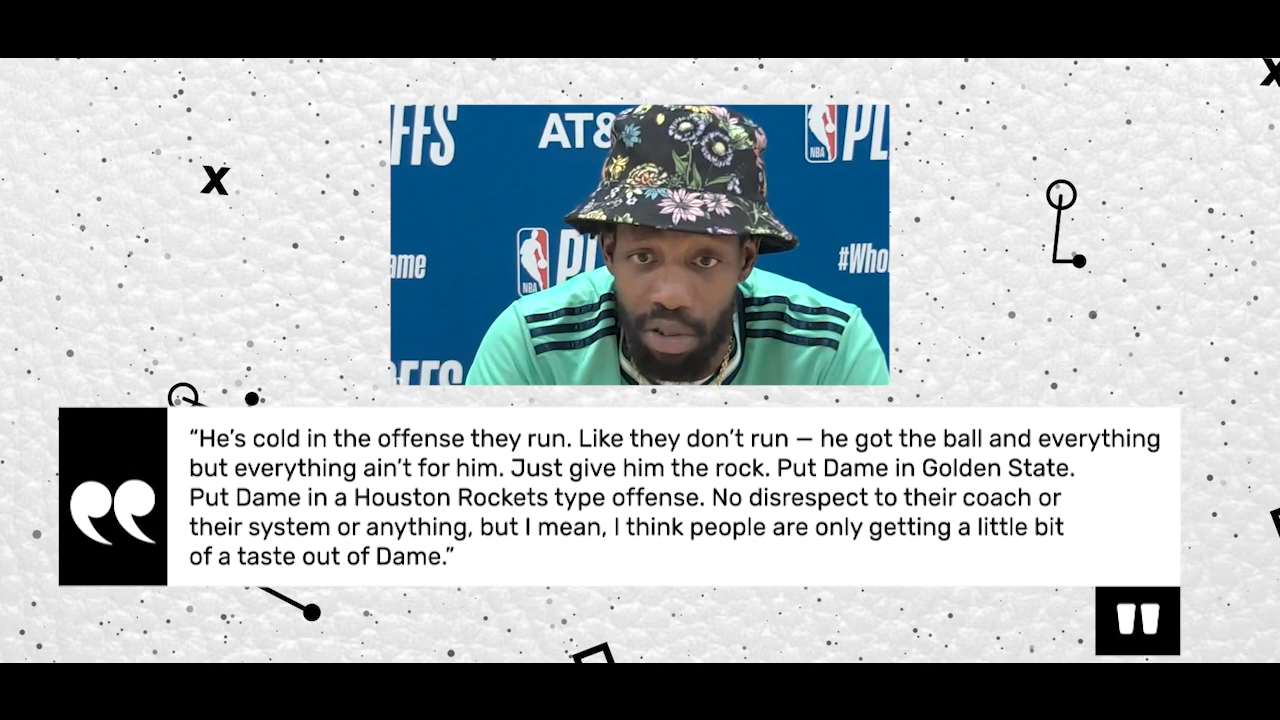 FFS
AT&
NBA
PL
ame
NBA
PL
#Who
OFFS
“He’s cold in the offense they run. Like they don’t run – he got the ball and everything
but everything ain’t for him. Just give him the rock. Put Dame in Golden State.
Put Dame in a Houston Rockets type offense. No disrespect to their coach or
their system or anything, but I mean, I think people are only getting a little bit
of a taste out of Dame.”